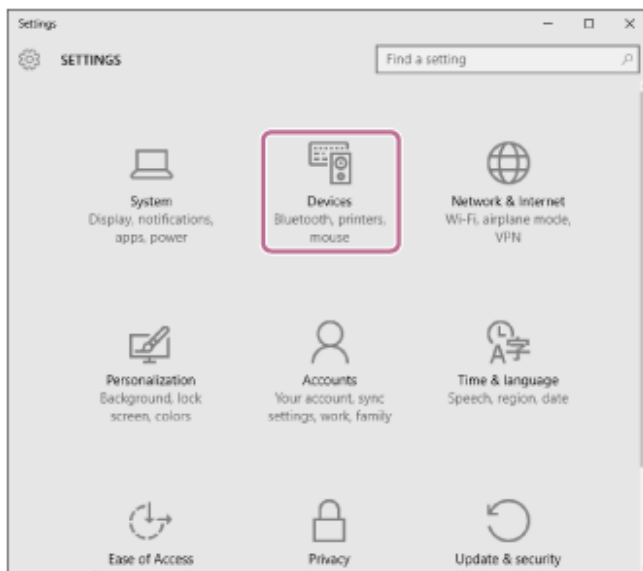 Settings
SETTINGS
Find a setting
System
Display, notifications,
apps, power
Devices
Bluetooth, printers,
mouse
Network & Internet
Wi-Fi, airplane mode,
VPN
Personalization
Background, lock
screen, colors
Accounts
Your account, sync
settings, work, family
Time & language
Speech, region, date
A字
Ease of Access
Privacy
Update & security